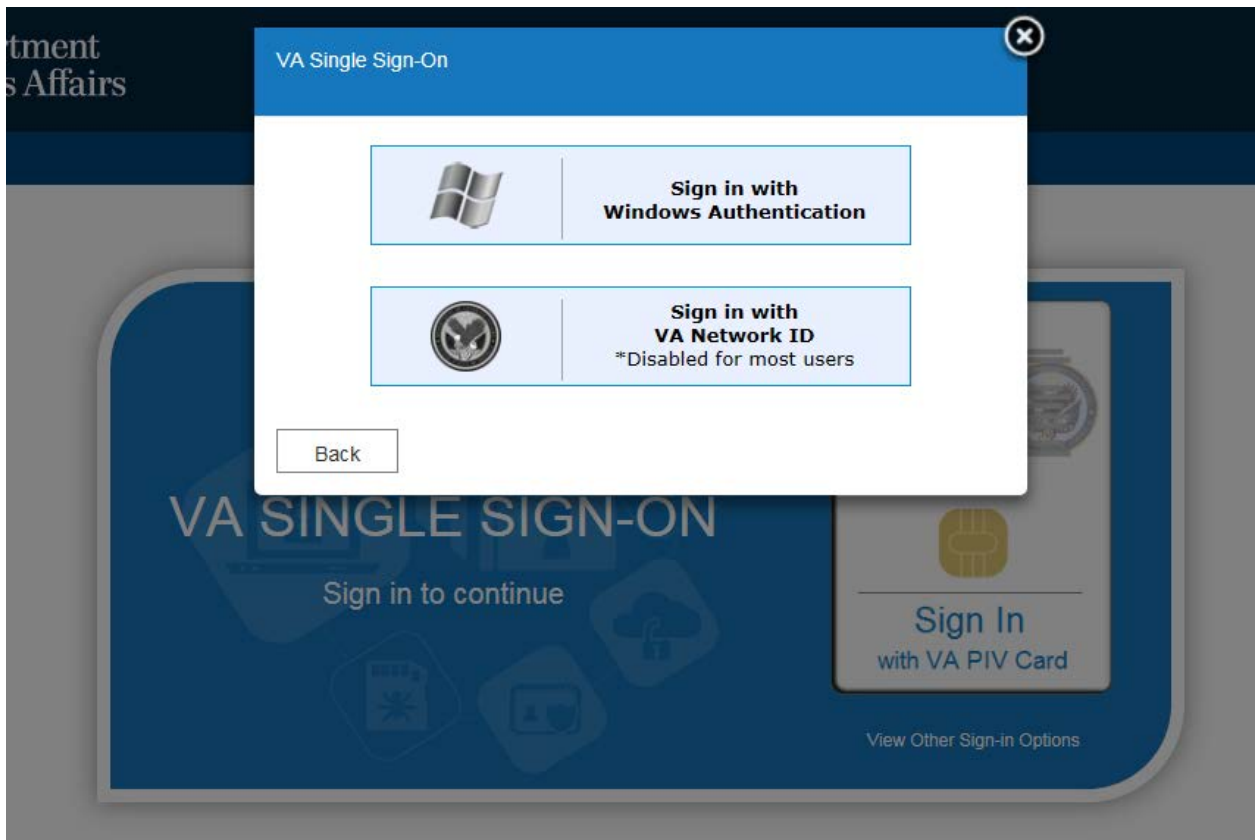 tment
s Affairs
VA Single Sign-On
Sign in with
Windows Authentication
Sign in with
VA Network ID
*Disabled for most users
Back
VA SINGLE SIGN-ON
Sign in to continue
Sign In
with VA PIV Card
View Other Sign-in Options